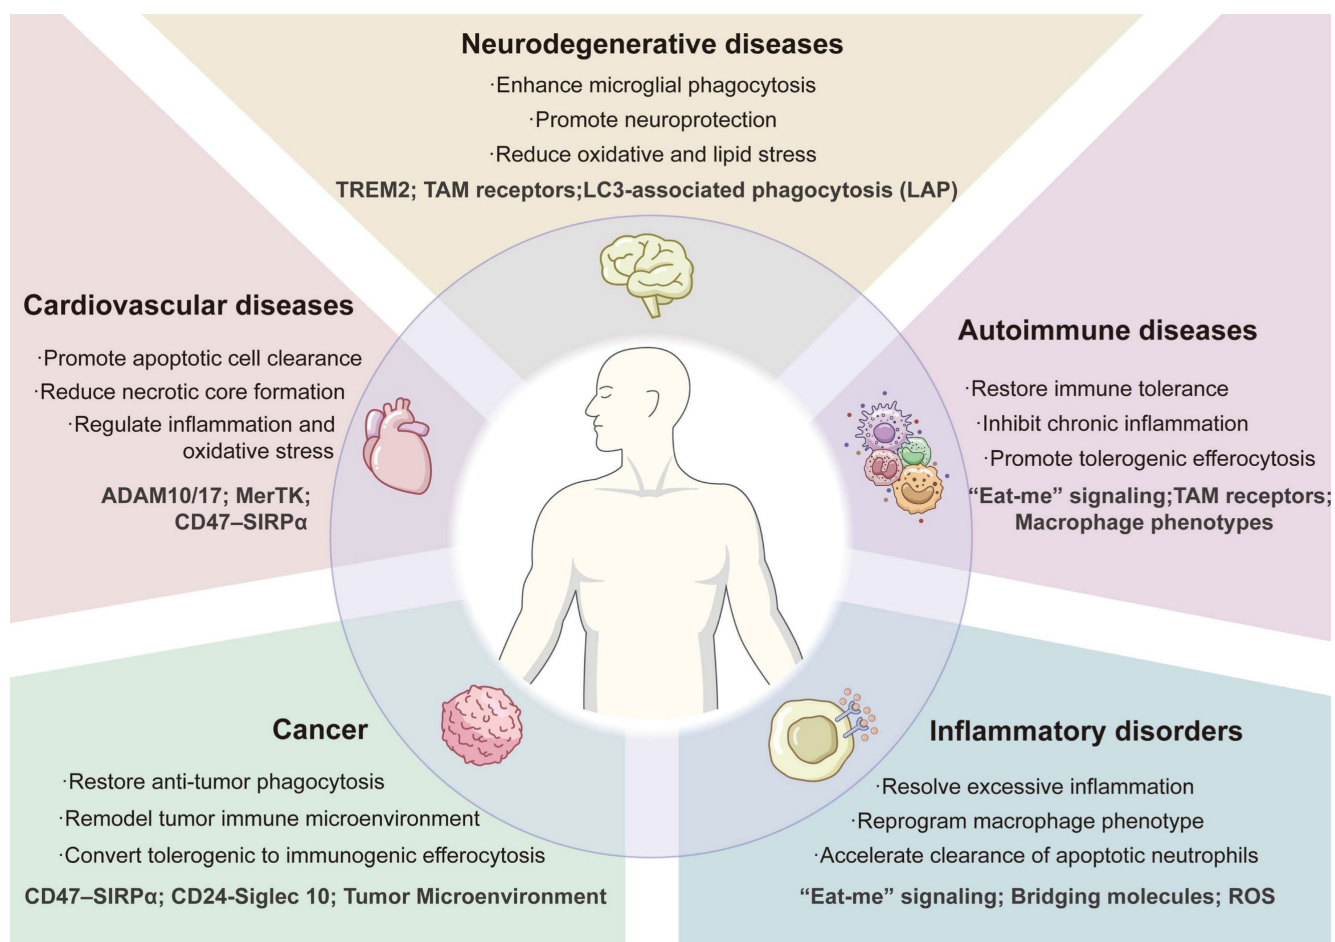 Neurodegenerative diseases
·Enhance microglial phagocytosis
·Promote neuroprotection
·Reduce oxidative and lipid stress
TREM2; TAM receptors;LC3-associated phagocytosis (LAP)
Cardiovascular diseases
·Promote apoptotic cell clearance
·Reduce necrotic core formation
·Regulate inflammation and
oxidative stress
ADAM10/17; MerTK;
CD47–SIRPα
Autoimmune diseases
·Restore immune tolerance
·Inhibit chronic inflammation
·Promote tolerogenic efferocytosis
“Eat-me” signaling;TAM receptors;
Macrophage phenotypes
Cancer
·Restore anti-tumor phagocytosis
·Remodel tumor immune microenvironment
·Convert tolerogenic to immunogenic efferocytosis
CD47–SIRPα; CD24-Siglec 10; Tumor Microenvironment
Inflammatory disorders
·Resolve excessive inflammation
·Reprogram macrophage phenotype
·Accelerate clearance of apoptotic neutrophils
“Eat-me” signaling; Bridging molecules; ROS